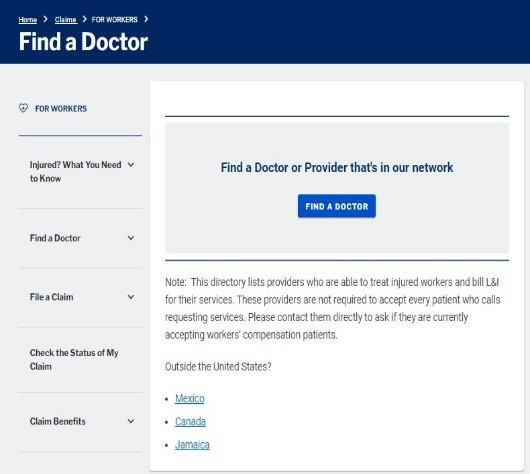 Home > Claims > FOR WORKERS >
Find a Doctor
FOR WORKERS
Injured? What You Need
to Know
Find a Doctor
File a Claim
Check the Status of My
Claim
Claim Benefits
Find a Doctor or Provider that's in our network
FIND A DOCTOR
Note: This directory lists providers who are able to treat injured workers and bill L&I
for their services. These providers are not required to accept every patient who calls
requesting services. Please contact them directly to ask if they are currently
accepting workers' compensation patients.
Outside the United States?
• Mexico
• Canada
• Jamaica